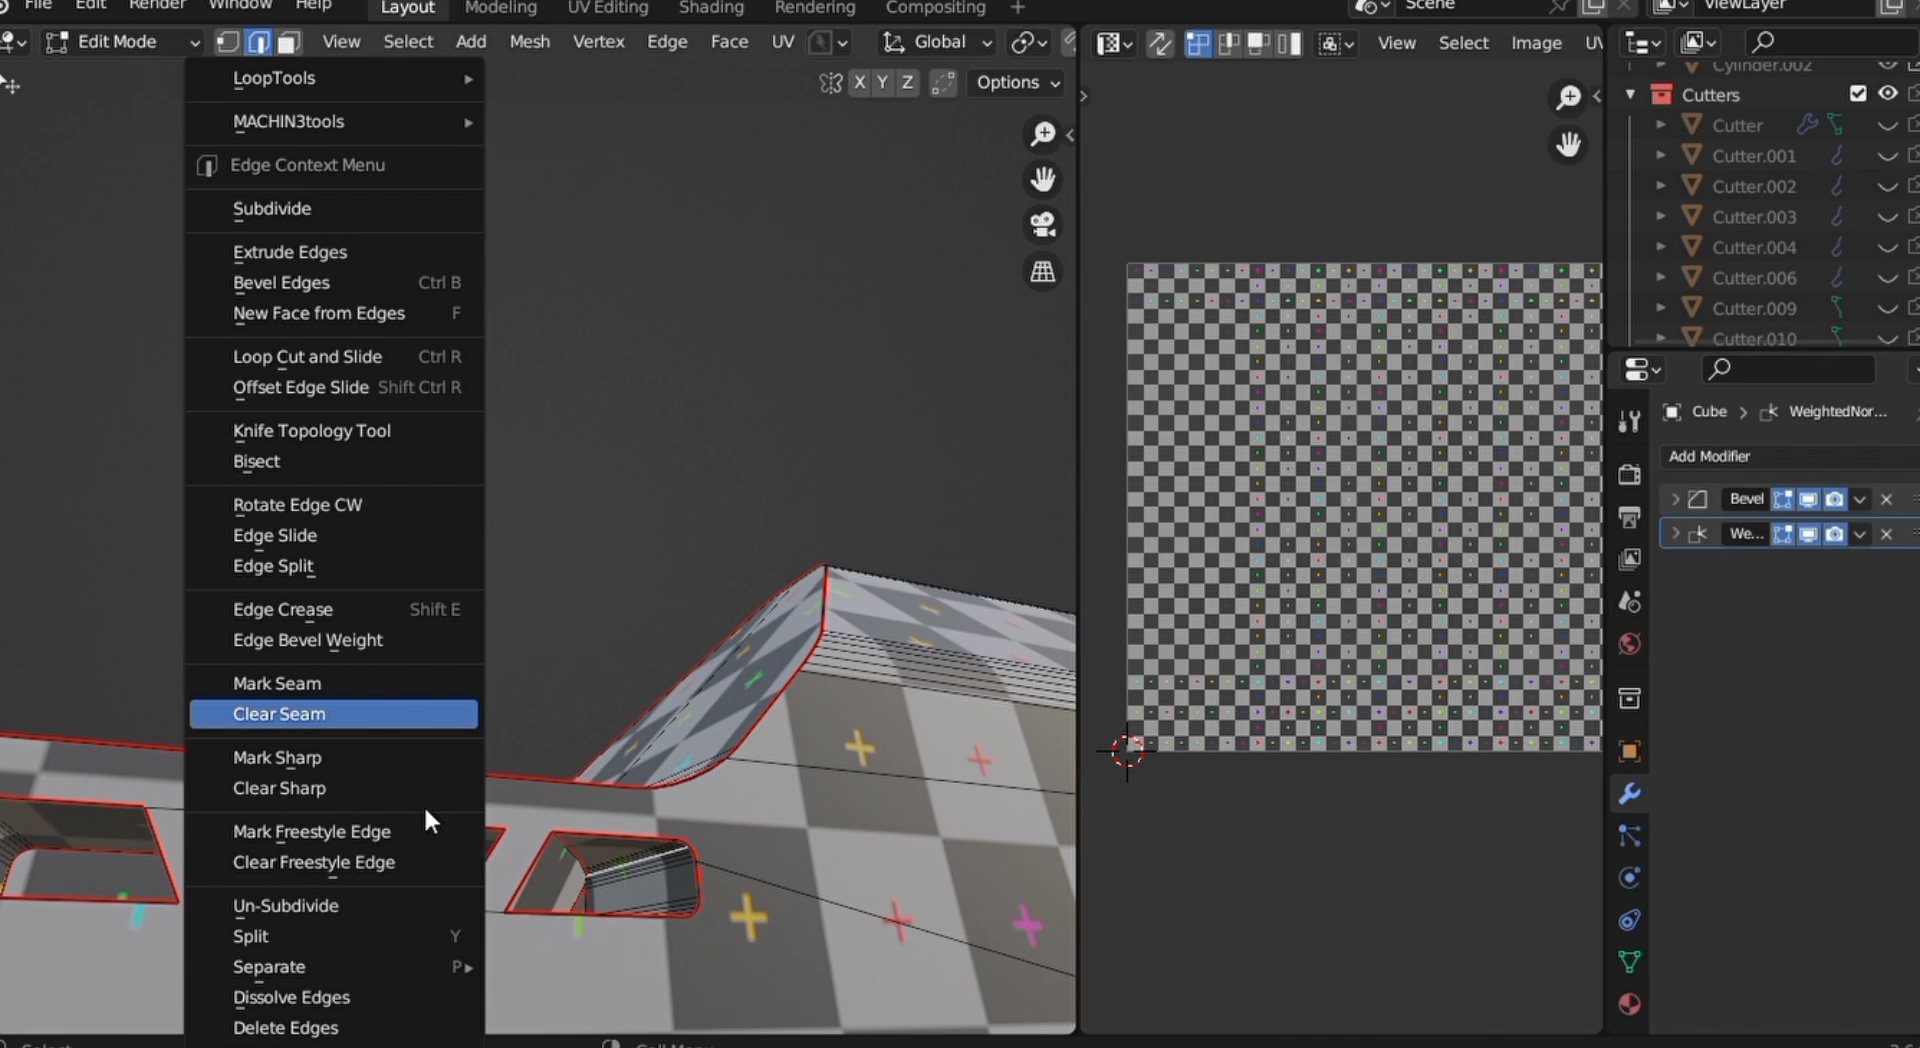 File Edit Render Window Help Layout Modeling UV Editing Shading Rendering Compositing + Scene ViewLayer
Edit Mode View Select Add Mesh Vertex Edge Face UV Global View Select Image UV
X Y Z Options
LoopTools
MACHIN3tools
Edge Context Menu
Subdivide
Extrude Edges
Bevel Edges Ctrl B
New Face from Edges F
Loop Cut and Slide Ctrl R
Offset Edge Slide Shift Ctrl R
Knife Topology Tool
Bisect
Rotate Edge CW
Edge Slide
Edge Split
Edge Crease Shift E
Edge Bevel Weight
Mark Seam
Clear Seam
Mark Sharp
Clear Sharp
Mark Freestyle Edge
Clear Freestyle Edge
Un-Subdivide
Split Y
Separate P
Dissolve Edges
Delete Edges
Cylinder.002
Cutters
Cutter
Cutter.001
Cutter.002
Cutter.003
Cutter.004
Cutter.006
Cutter.009
Cutter.010
Cube > WeightedNor...
Add Modifier
Bevel
We...